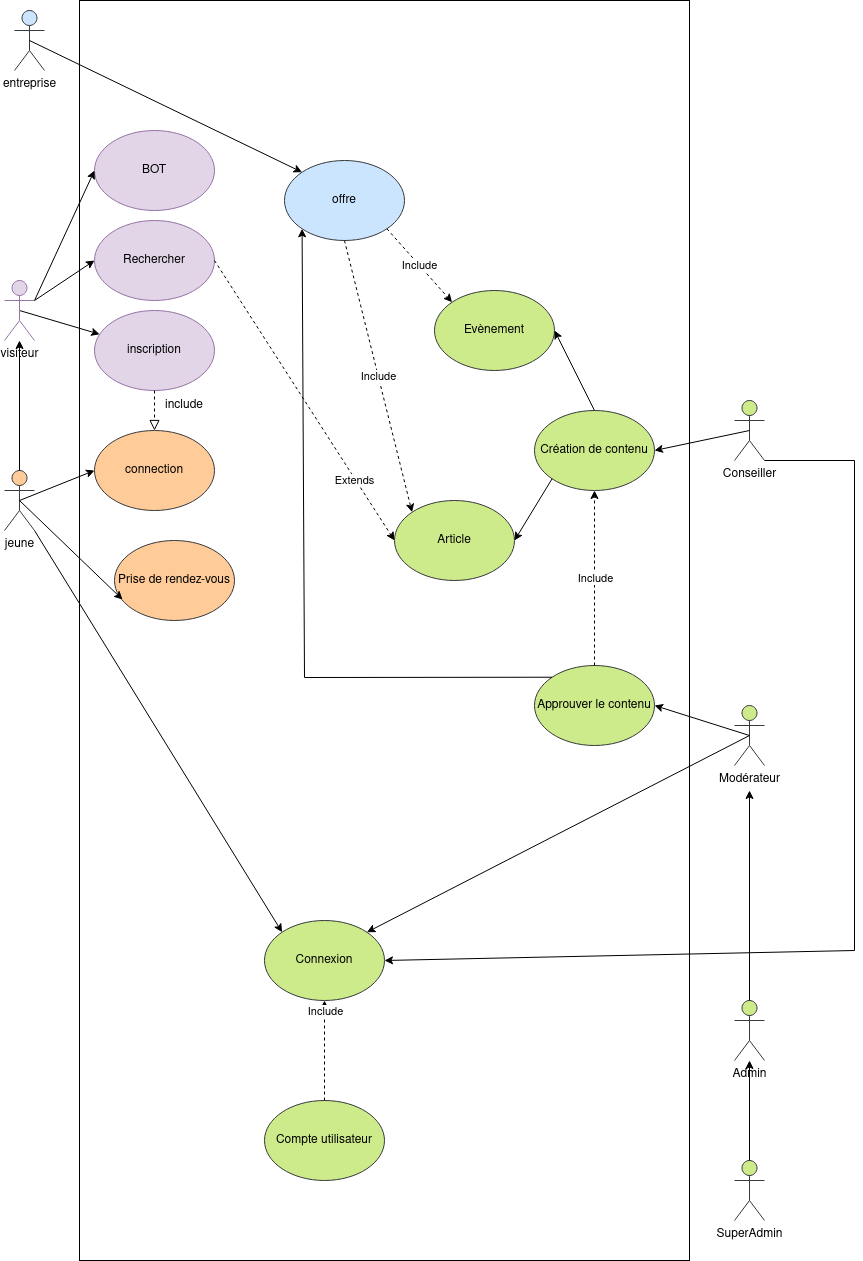 entreprise
BOT
offre
Rechercher
Include
Evènement
visiteur
inscription
Include
include
Création de contenu
connection
Conseiller
Extends
Article
jeune
Prise de rendez-vous
Include
Approuver le contenu
Modérateur
Connexion
Include
Admin
Compte utilisateur
SuperAdmin